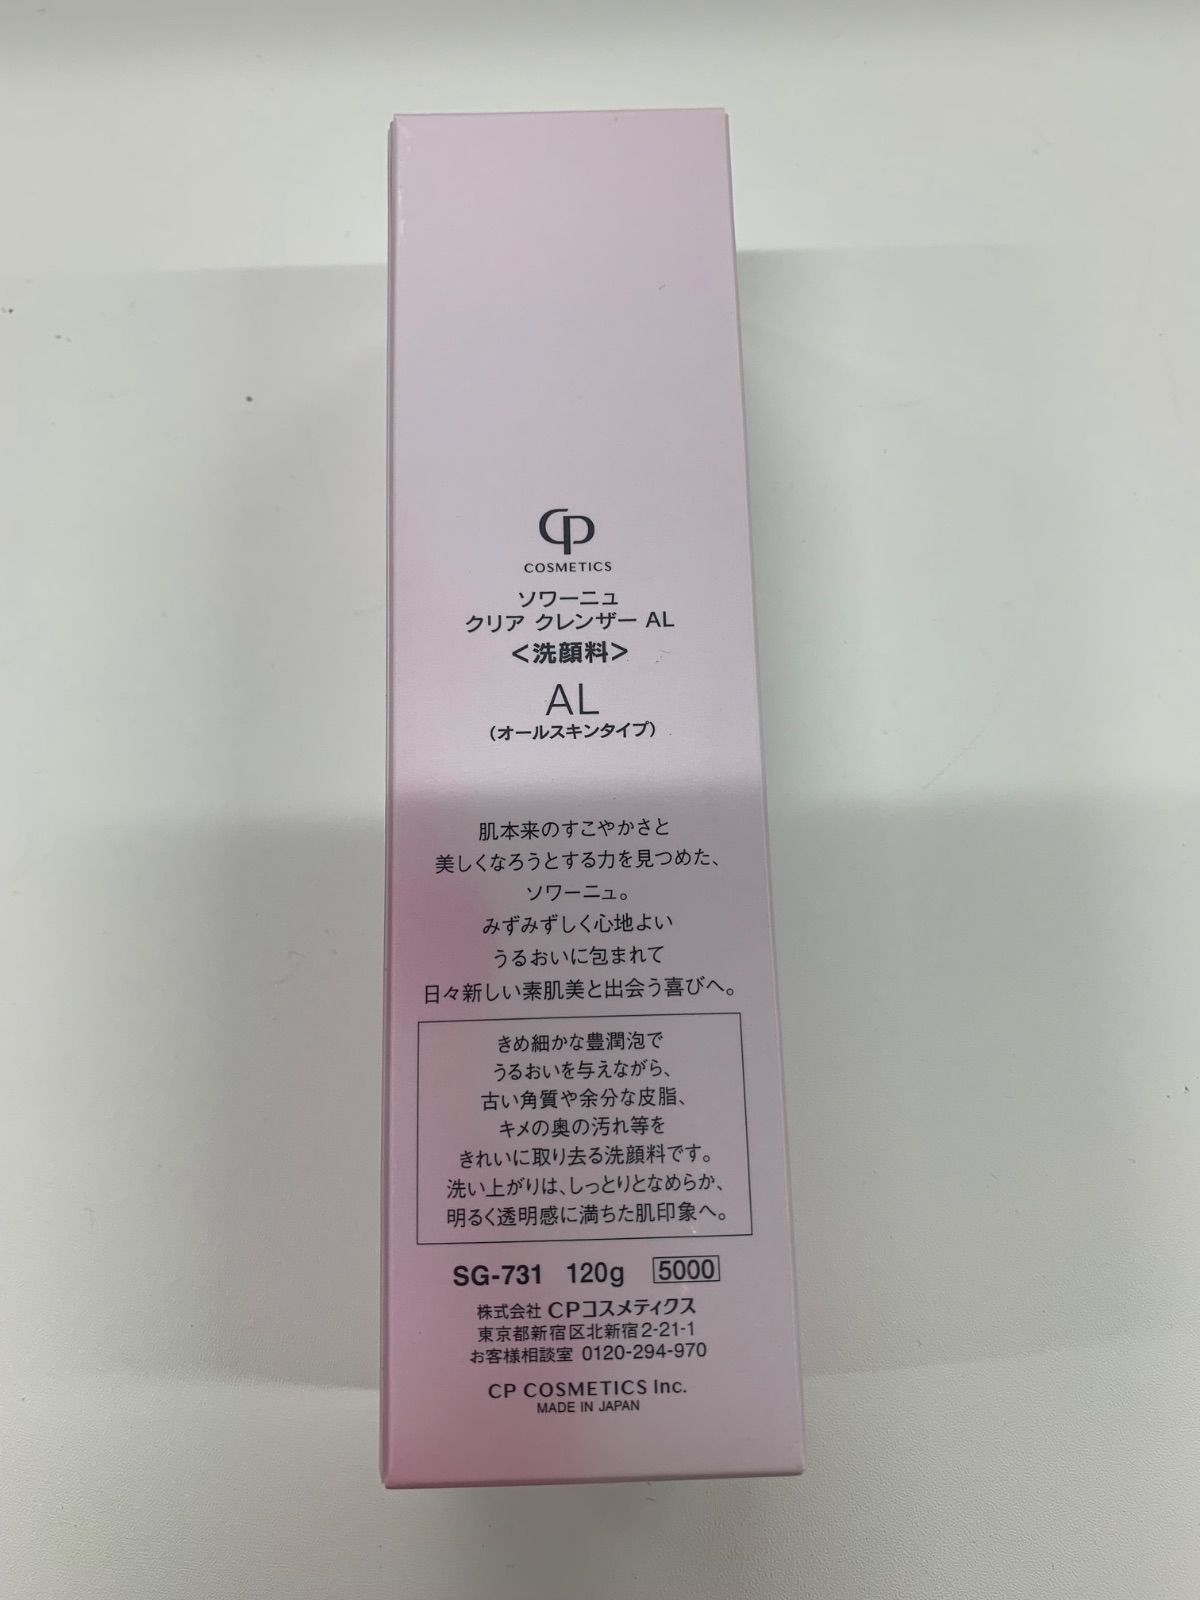 CP
COSMETICS
ソワーニュ
クリア クレンザー AL
<洗顔料>
AL
(オールスキンタイプ)
肌本来のすこやかさと
美しくなろうとする力を見つめた、
ソワーニュ。
みずみずしく心地よい
うるおいに包まれて
日々新しい素肌美と出会う喜びへ。
きめ細かな豊潤泡で
うるおいを与えながら、
古い角質や余分な皮脂、
キメの奥の汚れ等を
きれいに取り去る洗顔料です。
洗い上がりは、しっとりとなめらか、
明るく透明感に満ちた肌印象へ。
SG-731 120g 5000
株式会社 CPコスメティクス
東京都新宿区北新宿2-21-1
お客様相談室 0120-294-970
CP COSMETICS Inc.
MADE IN JAPAN